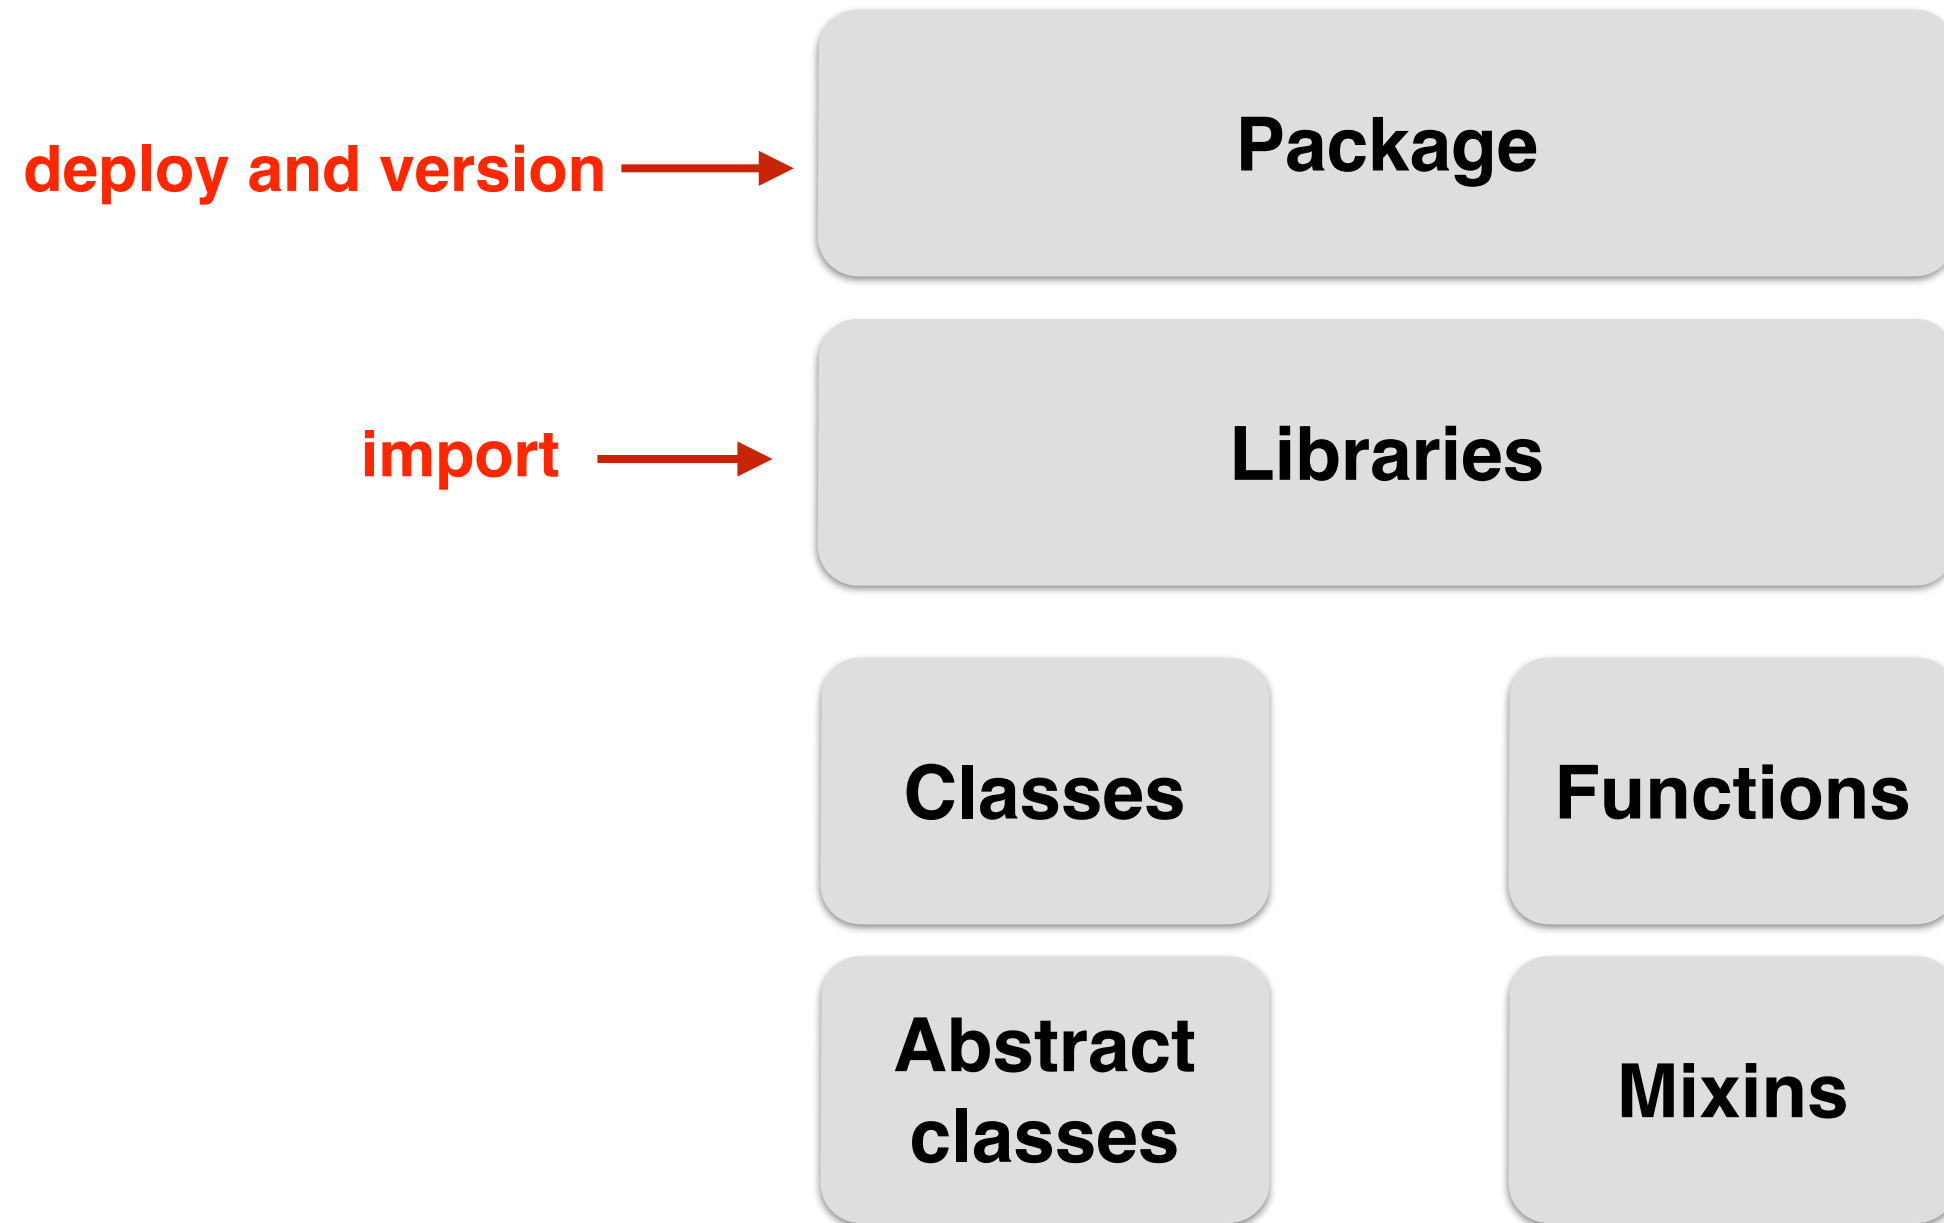 Package
deploy and version
Libraries
import
Classes
Functions
Abstract
classes
Mixins